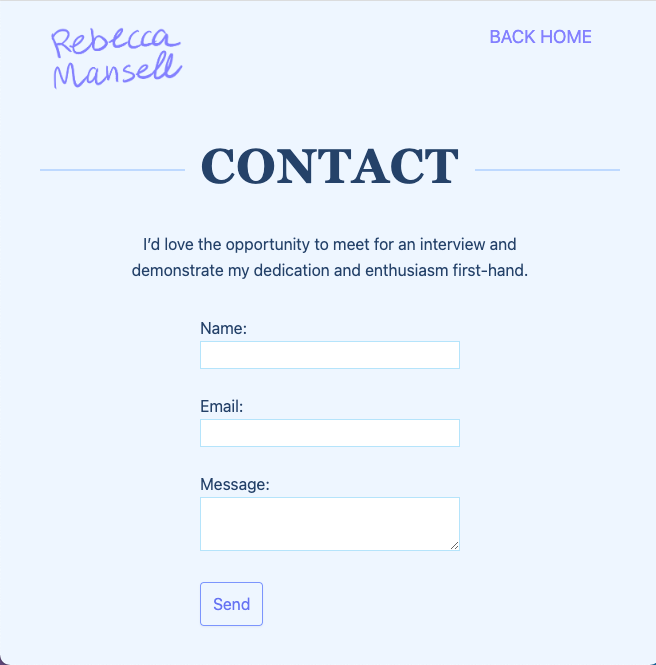 Rebecca
Mansell
BACK HOME
CONTACT
I’d love the opportunity to meet for an interview and
demonstrate my dedication and enthusiasm first-hand.
Name:
Email:
Message:
Send